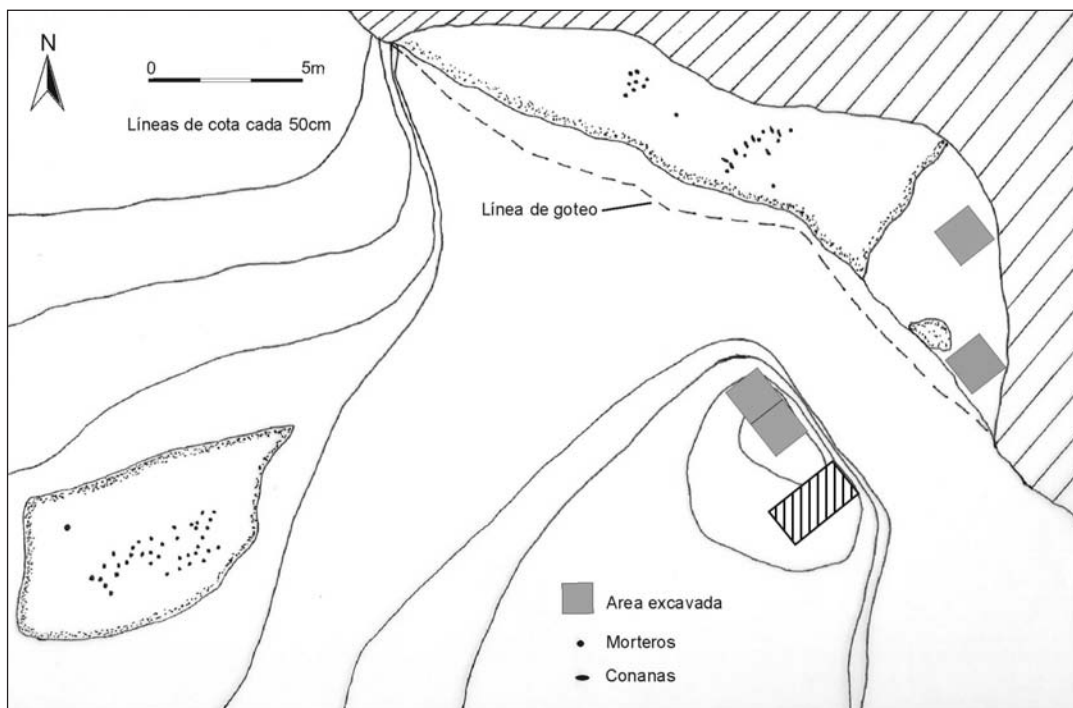 N
0 5m
Líneas de cota cada 50cm
Línea de goteo
Area excavada
Morteros
Conanas